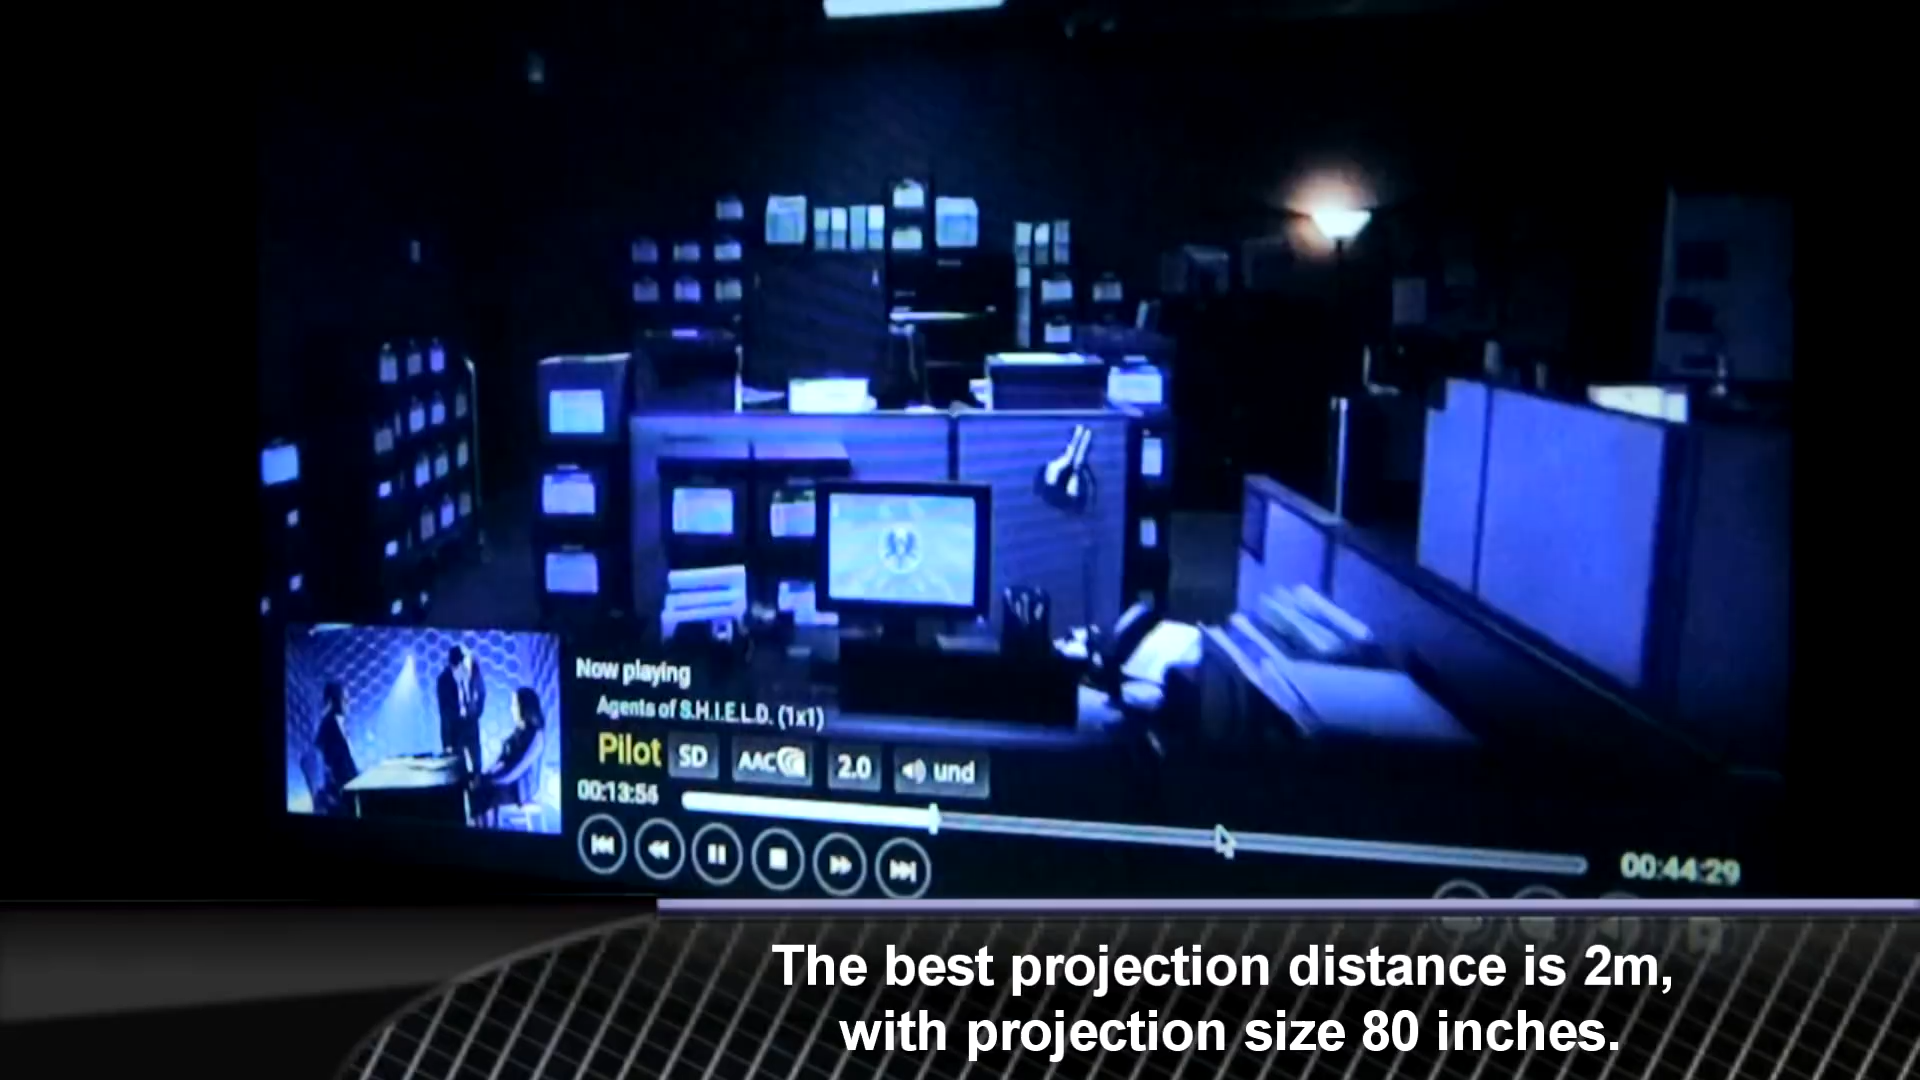 Now playing
Agents of S.H.I.E.L.D. (1x1)
Pilot SD AAC 2.0 und
00:13:54
00:44:29
The best projection distance is 2m,
with projection size 80 inches.